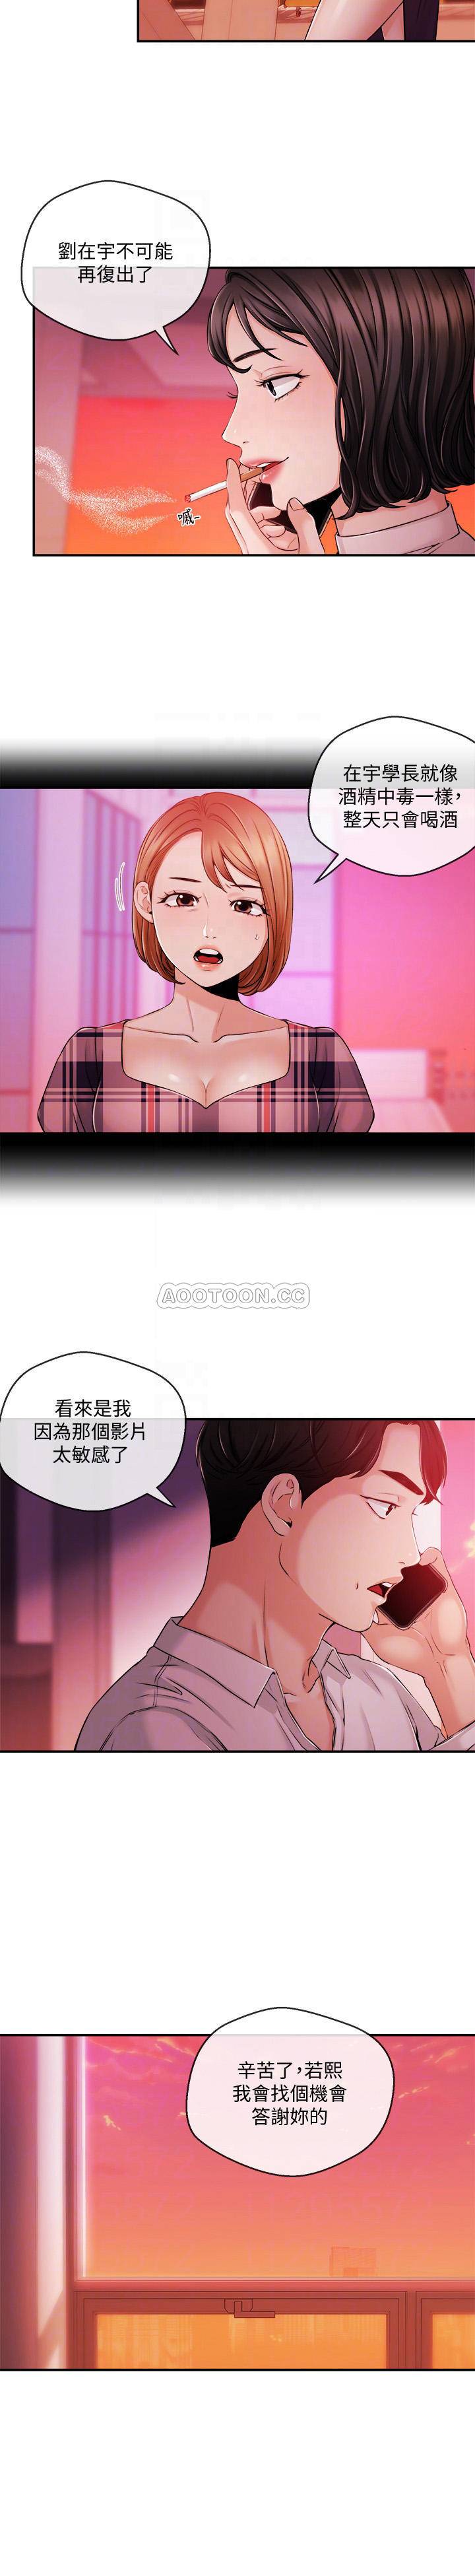 劉在宇不可能
再復出了
嘁~
在宇學長就像
酒精中毒一樣,
整天只會喝酒
AOOTOON.CC
看來是我
因為那個影片
太敏感了
辛苦了,若熙
我會找個機會
答謝妳的